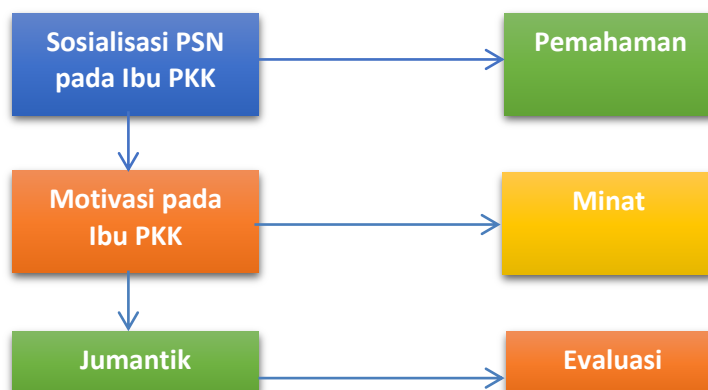 Sosialisasi PSN
pada Ibu PKK
Pemahaman
Motivasi pada
Ibu PKK
Minat
Jumantik
Evaluasi